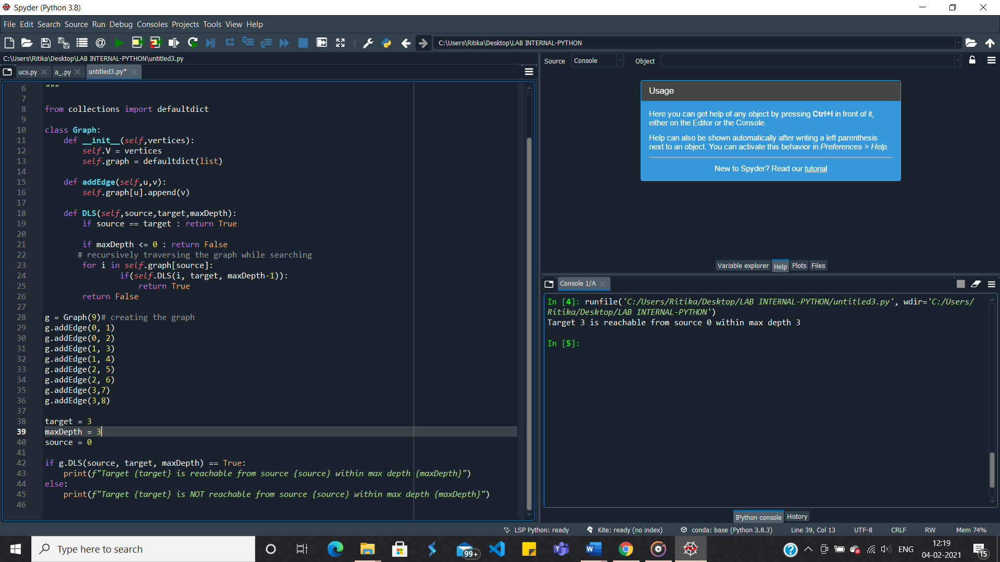 Spyder (Python 3.8)
File Edit Search Source Run Debug Consoles Projects Tools View Help
C:\Users\Ritika\Desktop\LAB INTERNAL-PYTHON
C:\Users\Ritika\Desktop\LAB INTERNAL-PYTHON\untitled3.py
ucs.py a_.py untitled3.py*
6 """
7
8 from collections import defaultdict
9
10 class Graph:
11 def __init__(self,vertices):
12 self.V = vertices
13 self.graph = defaultdict(list)
14
15 def addEdge(self,u,v):
16 self.graph[u].append(v)
17
18 def DLS(self,source,target,maxDepth):
19 if source == target : return True
20
21 if maxDepth <= 0 : return False
22 # recursively traversing the graph while searching
23 for i in self.graph[source]:
24 if(self.DLS(i, target, maxDepth-1)):
25 return True
26 return False
27
28 g = Graph(9)# creating the graph
29 g.addEdge(0, 1)
30 g.addEdge(0, 2)
31 g.addEdge(1, 3)
32 g.addEdge(1, 4)
33 g.addEdge(2, 5)
34 g.addEdge(2, 6)
35 g.addEdge(3,7)
36 g.addEdge(3,8)
37
38 target = 3
39 maxDepth = 3
40 source = 0
41
42 if g.DLS(source, target, maxDepth) == True:
43 print(f"Target {target} is reachable from source {source} within max depth {maxDepth}")
44 else:
45 print(f"Target {target} is NOT reachable from source {source} within max depth {maxDepth}")
46
Source Console Object
Usage
Here you can get help of any object by pressing Ctrl+I in front of it,
either on the Editor or the Console.
Help can also be shown automatically after writing a left parenthesis
next to an object. You can activate this behavior in Preferences > Help.
New to Spyder? Read our tutorial
Variable explorer Help Plots Files
Console 1/A
In [4]: runfile('C:/Users/Ritika/Desktop/LAB INTERNAL-PYTHON/untitled3.py', wdir='C:/Users/
Ritika/Desktop/LAB INTERNAL-PYTHON')
Target 3 is reachable from source 0 within max depth 3
In [5]:
IPython console History
LSP Python: ready Kite: ready (no index) conda: base (Python 3.8.3) Line 39, Col 13 UTF-8 CRLF RW Mem 74%
Type here to search
99+
ENG
12:19
04-02-2021
15